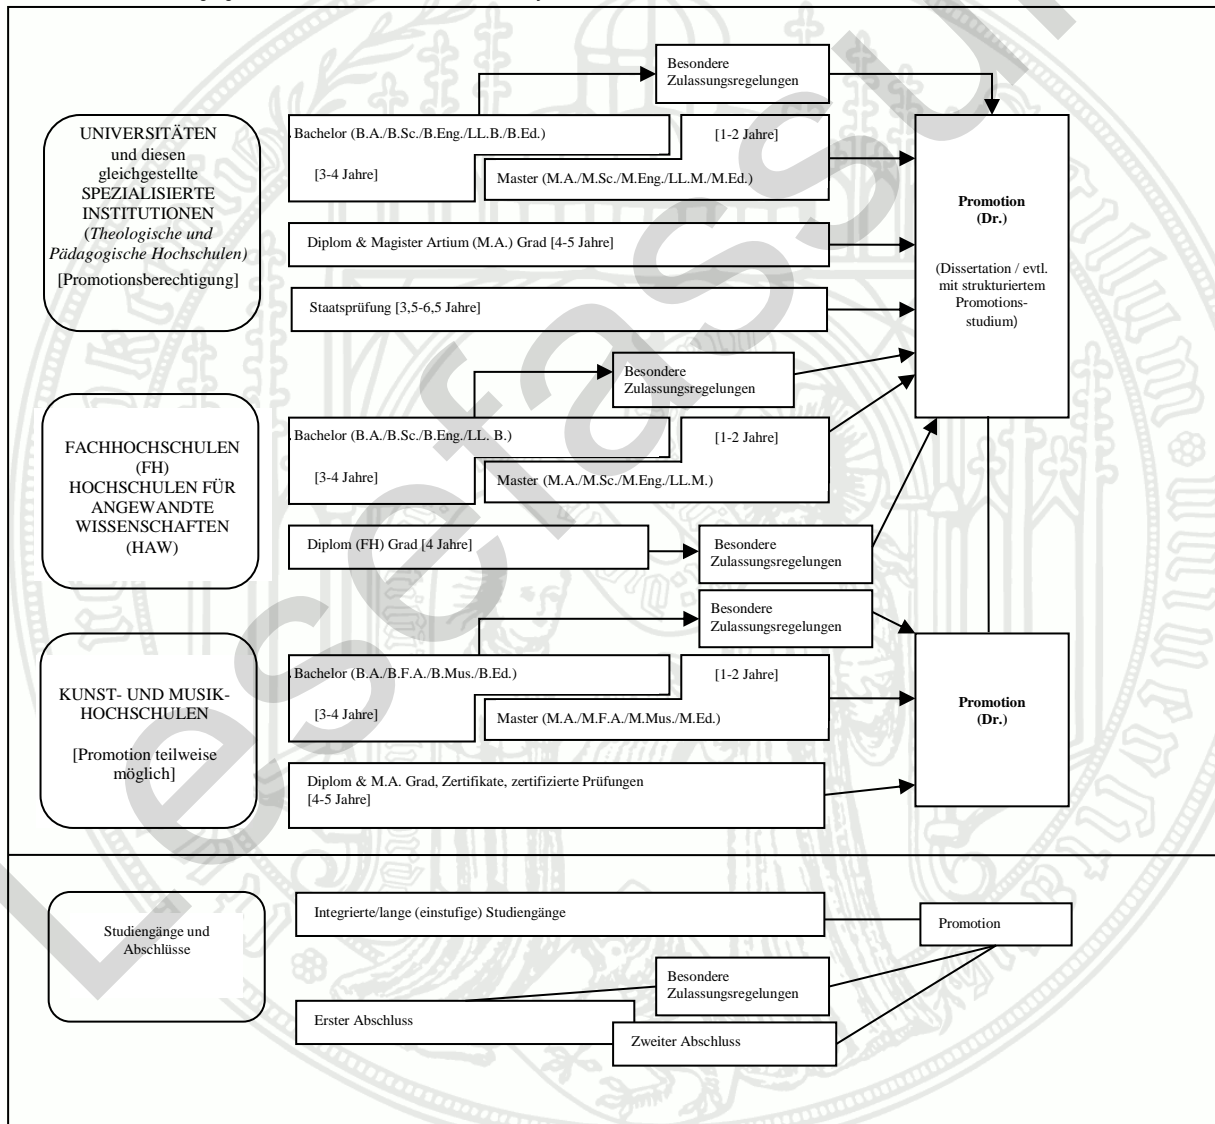 Besondere
Zulassungsregelungen
UNIVERSITÄTEN
und diesen
gleichgestellte
SPEZIALISIERTE
INSTITUTIONEN
(Theologische und
Pädagogische Hochschulen)
[Promotionsberechtigung]
Bachelor (B.A./B.Sc./B.Eng./LL.B./B.Ed.)
[1-2 Jahre]
[3-4 Jahre]
Master (M.A./M.Sc./M.Eng./LL.M./M.Ed.)
Diplom & Magister Artium (M.A.) Grad [4-5 Jahre]
Staatsprüfung [3,5-6,5 Jahre]
Promotion
(Dr.)
(Dissertation / evtl.
mit strukturiertem
Promotions-
studium)
Besondere
Zulassungsregelungen
FACHHOCHSCHULEN
(FH)
HOCHSCHULEN FÜR
ANGEWANDTE
WISSENSCHAFTEN
(HAW)
Bachelor (B.A./B.Sc./B.Eng./LL. B.)
[1-2 Jahre]
[3-4 Jahre]
Master (M.A./M.Sc./M.Eng./LL.M.)
Diplom (FH) Grad [4 Jahre]
Besondere
Zulassungsregelungen
Besondere
Zulassungsregelungen
KUNST- UND MUSIK-
HOCHSCHULEN
[Promotion teilweise
möglich]
Bachelor (B.A./B.F.A./B.Mus./B.Ed.)
[1-2 Jahre]
[3-4 Jahre]
Master (M.A./M.F.A./M.Mus./M.Ed.)
Diplom & M.A. Grad, Zertifikate, zertifizierte Prüfungen
[4-5 Jahre]
Promotion
(Dr.)
Studiengänge und
Abschlüsse
Integrierte/lange (einstufige) Studiengänge
Promotion
Besondere
Zulassungsregelungen
Erster Abschluss
Zweiter Abschluss
Lesefassu